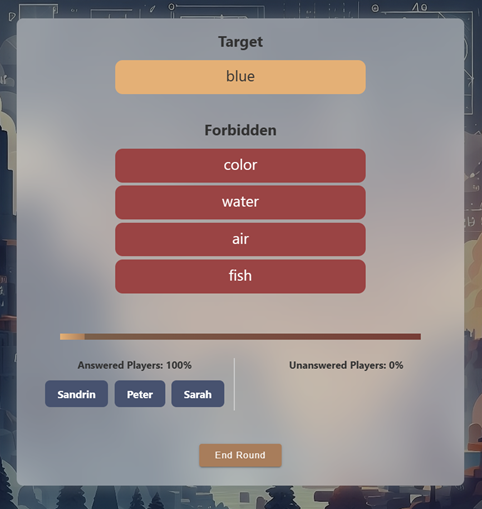 Target
blue
Forbidden
color
water
air
fish
Answered Players: 100%
Unanswered Players: 0%
Sandrin
Peter
Sarah
End Round